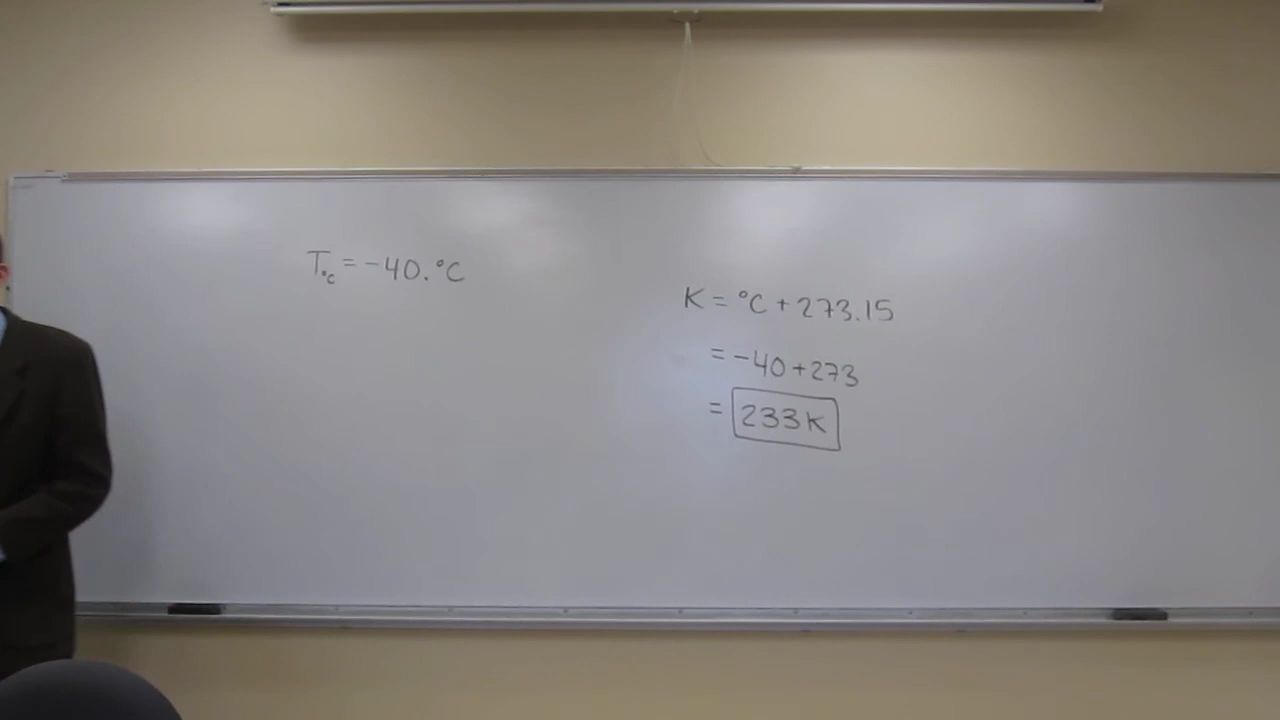 T°C = -40.°C
K = °C + 273.15
= -40 + 273
= 233K